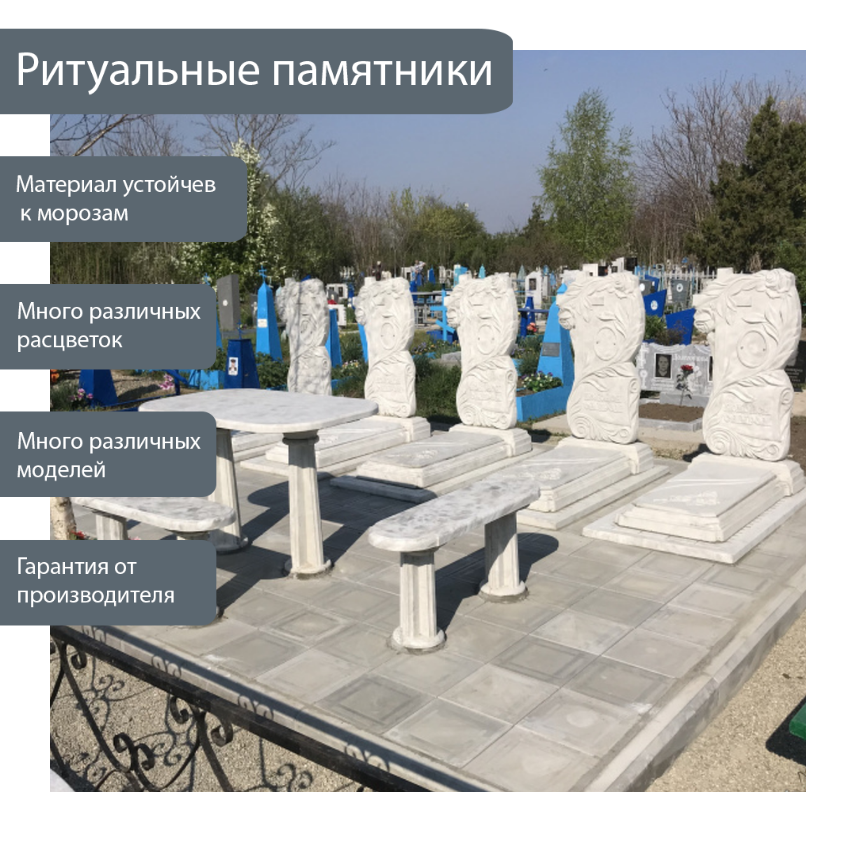 Ритуальные памятники
Материал устойчев
к морозам
Много различных
расцветок
Много различных
моделей
Гарантия от
производителя